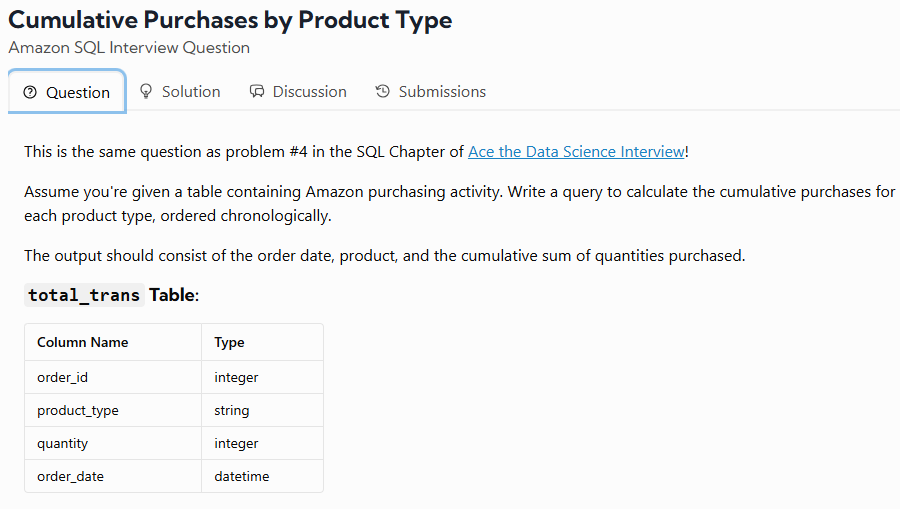 Cumulative Purchases by Product Type
Amazon SQL Interview Question
Question Solution Discussion Submissions
This is the same question as problem #4 in the SQL Chapter of Ace the Data Science Interview!
Assume you're given a table containing Amazon purchasing activity. Write a query to calculate the cumulative purchases for
each product type, ordered chronologically.
The output should consist of the order date, product, and the cumulative sum of quantities purchased.
total_trans Table:
Column Name Type
order_id integer
product_type string
quantity integer
order_date datetime